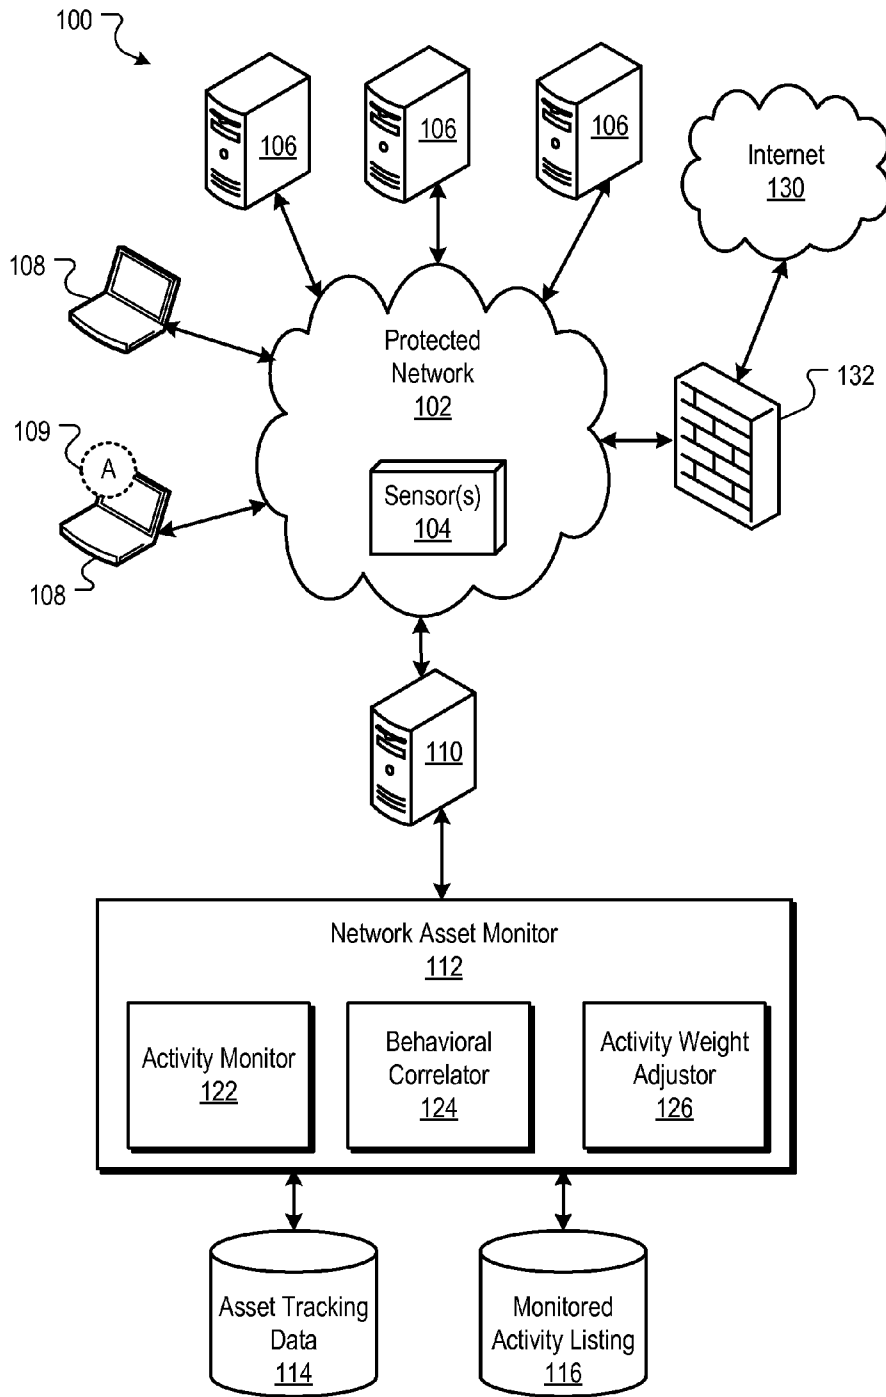 100
106
106
106
Internet
130
108
Protected
Network
102
132
109
A
Sensor(s)
104
108
110
Network Asset Monitor
112
Activity Monitor
122
Behavioral
Correlator
124
Activity Weight
Adjustor
126
Asset Tracking
Data
114
Monitored
Activity Listing
116